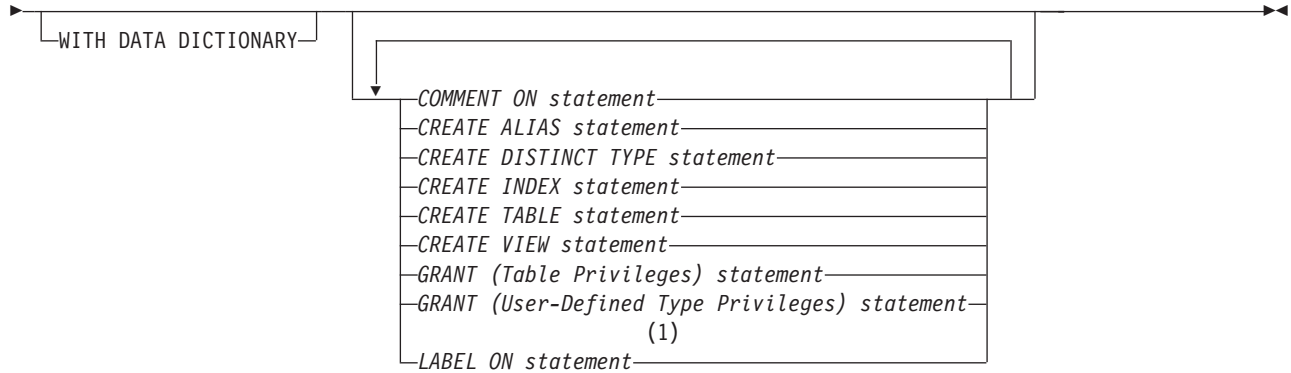 WITH DATA DICTIONARY
COMMENT ON statement
CREATE ALIAS statement
CREATE DISTINCT TYPE statement
CREATE INDEX statement
CREATE TABLE statement
CREATE VIEW statement
GRANT (Table Privileges) statement
GRANT (User-Defined Type Privileges) statement
(1)
LABEL ON statement